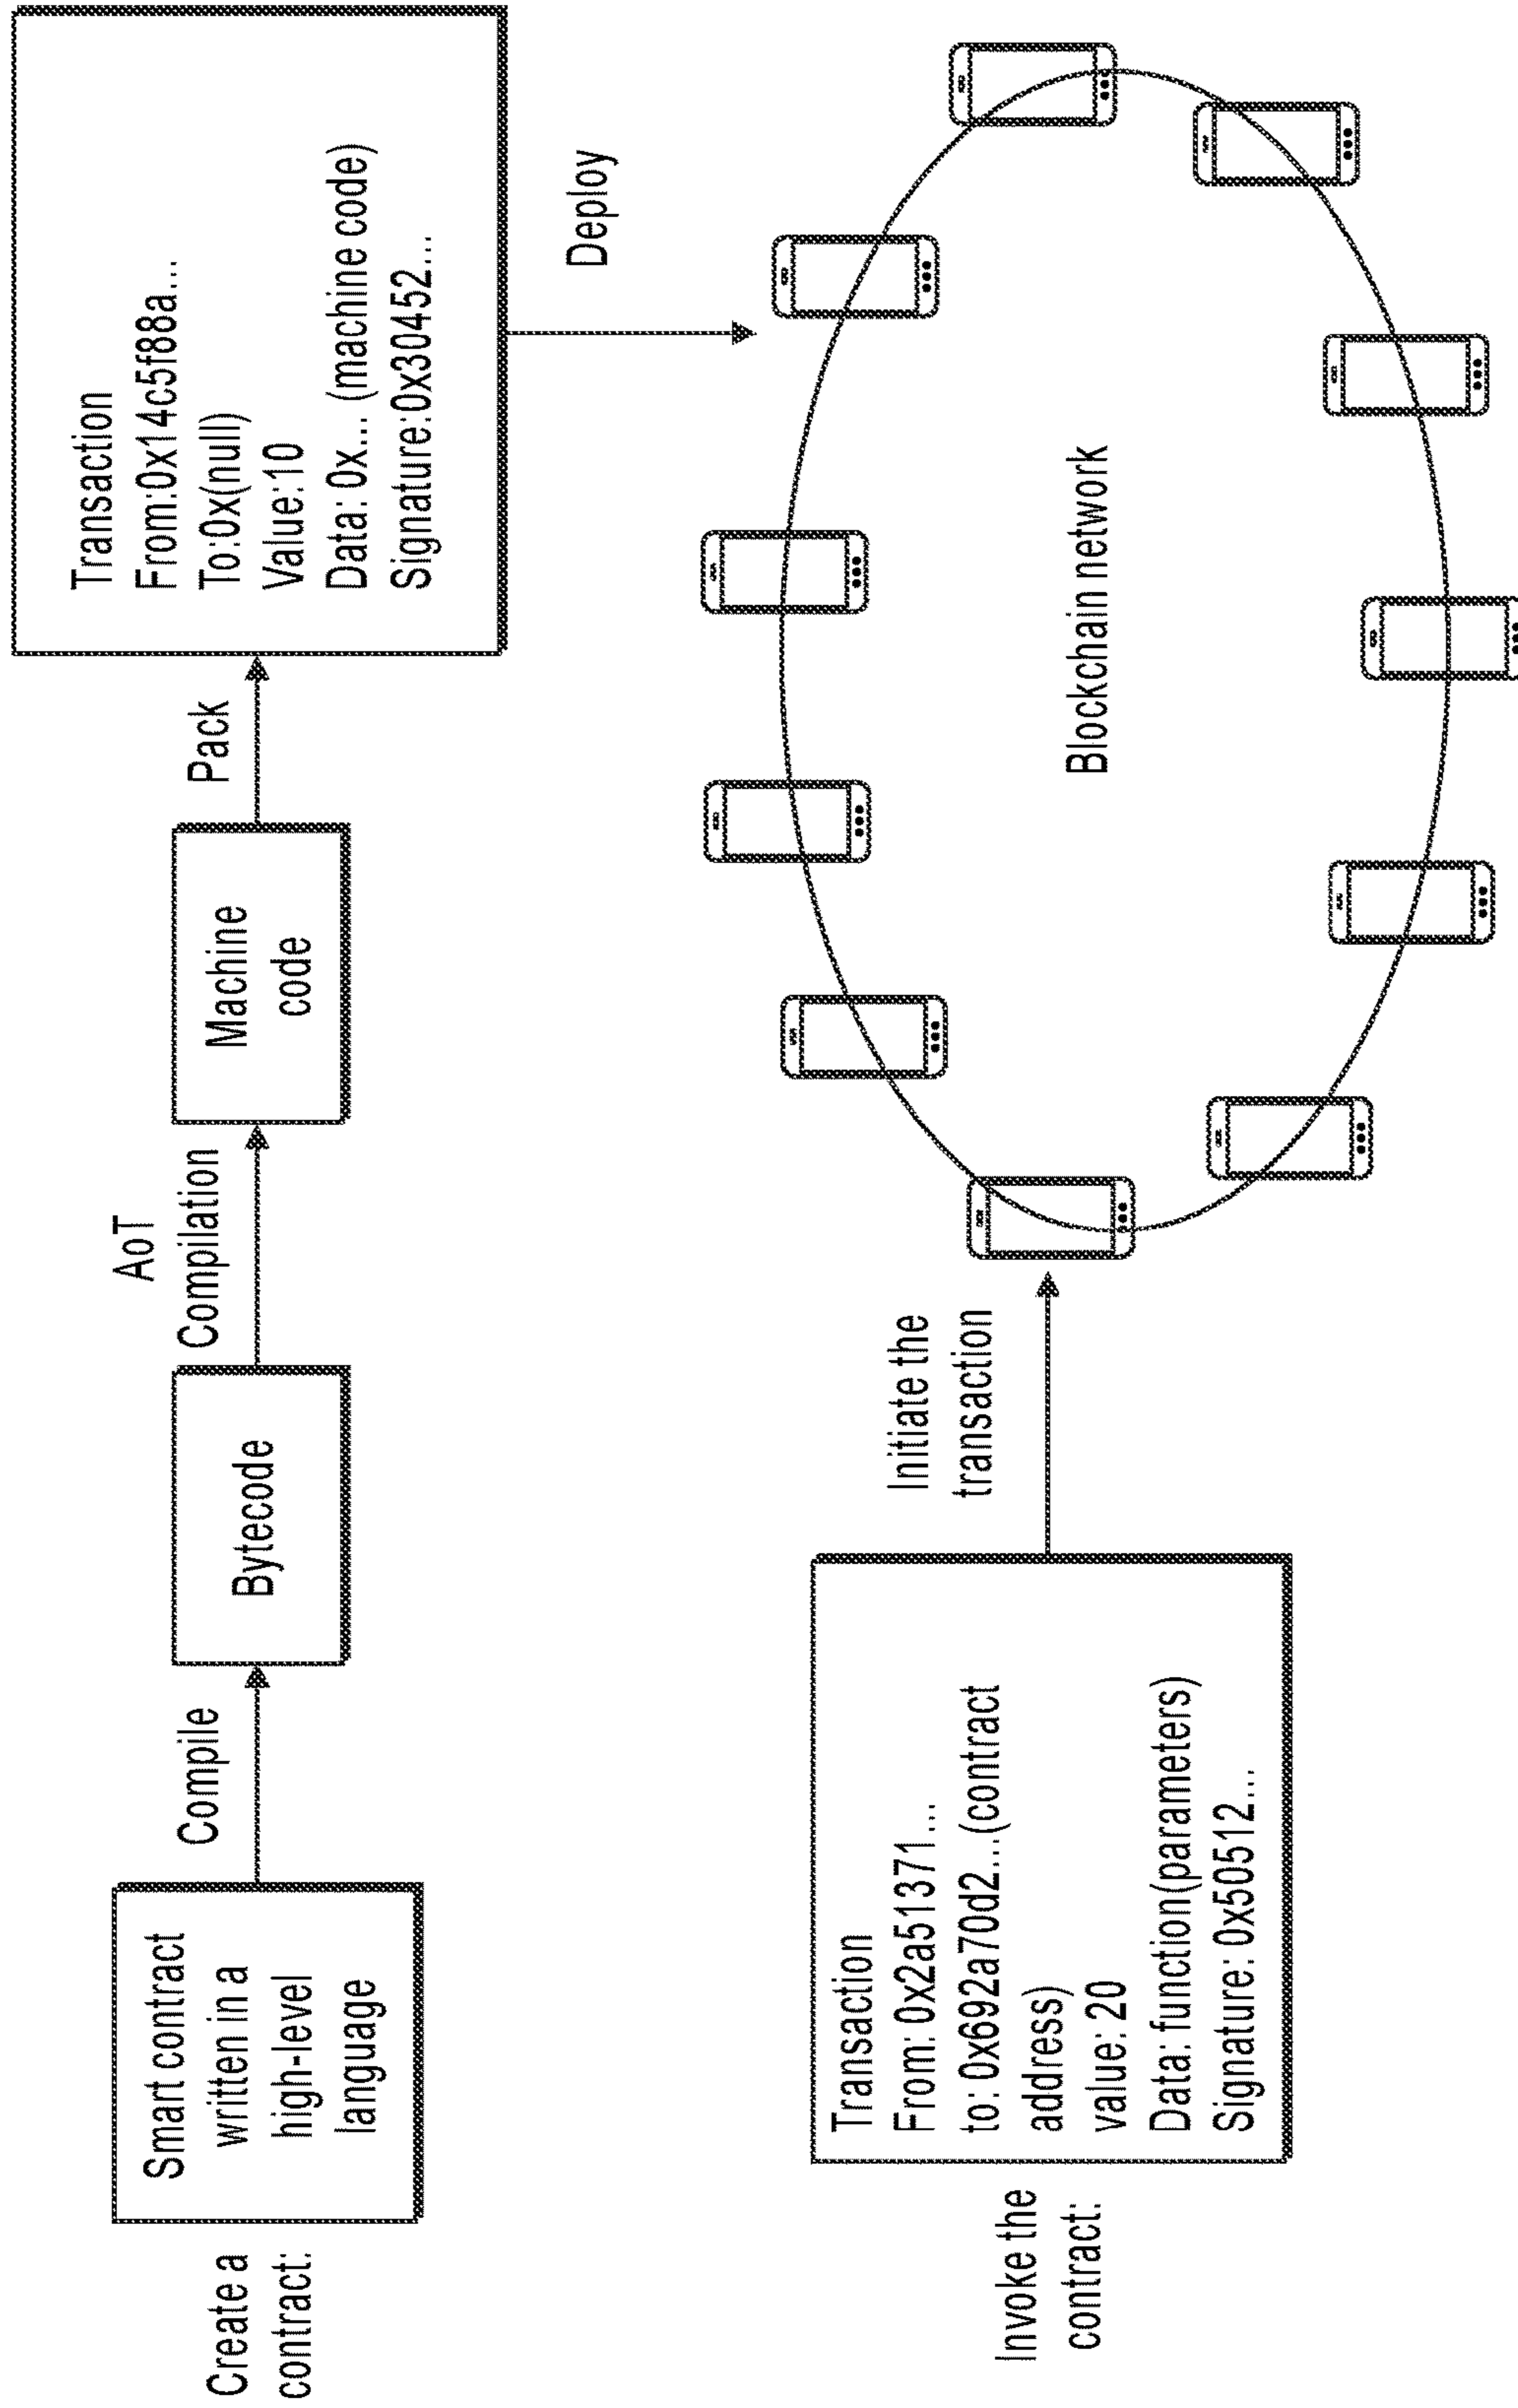 Create a
contract:
Smart contract
written in a
high-level
language
Compile
Bytecode
AoT
Compilation
Machine
code
Pack
Transaction
From:0x14c5f88a...
To:0x(null)
Value:10
Data: 0x... (machine code)
Signature:0x30452...
Deploy
Invoke the
contract:
Transaction
From: 0x2a51371...
to: 0x692a70d2...(contract
address)
value: 20
Data: function(parameters)
Signature: 0x50512...
Initiate the
transaction
Blockchain network